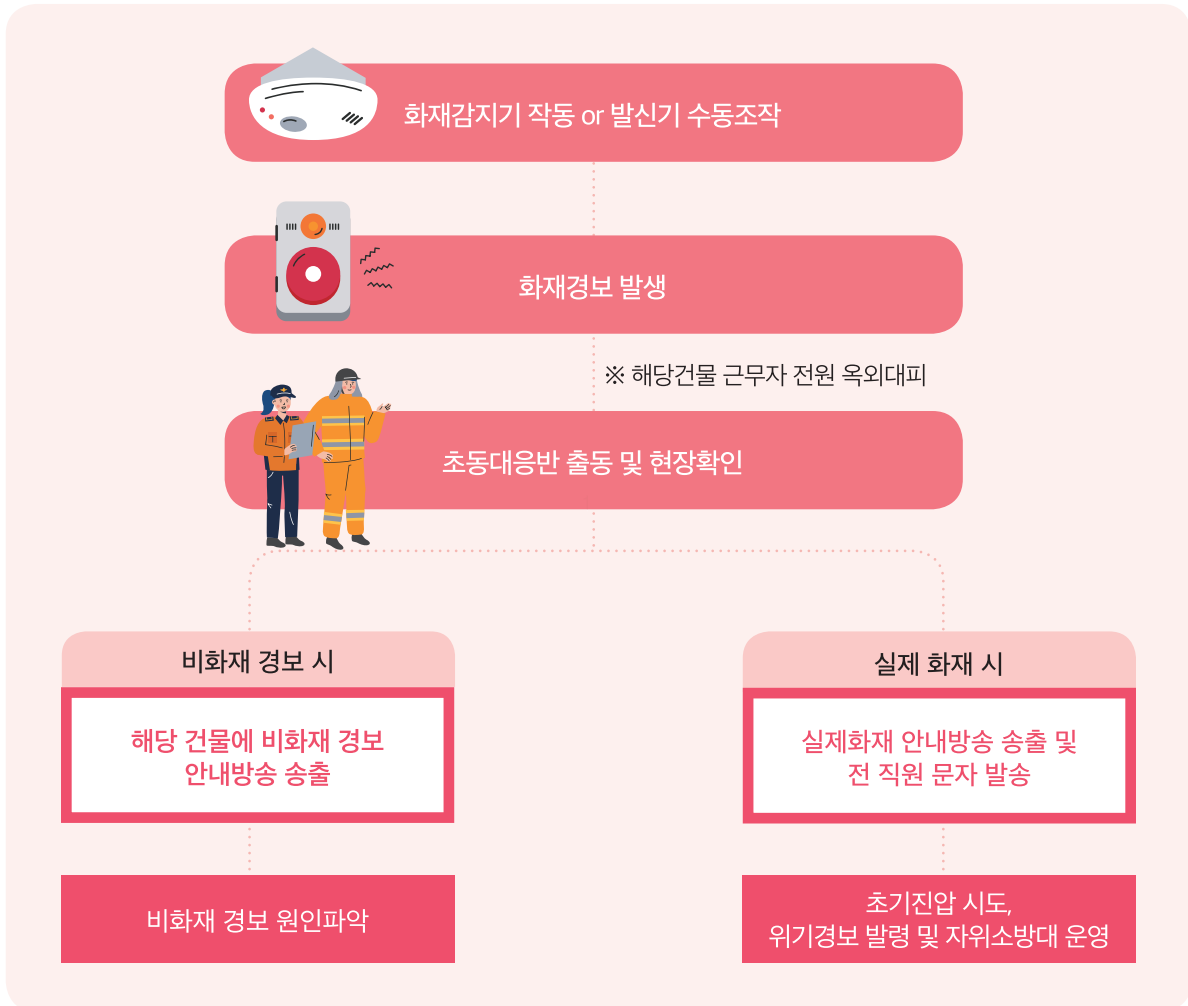 화재감지기 작동 or 발신기 수동조작
화재경보 발생
※ 해당건물 근무자 전원 옥외대피
초동대응반 출동 및 현장확인
비화재 경보 시
해당 건물에 비화재 경보
안내방송 송출
비화재 경보 원인파악
실제 화재 시
실제화재 안내방송 송출 및
전 직원 문자 발송
초기진압 시도,
위기경보 발령 및 자위소방대 운영